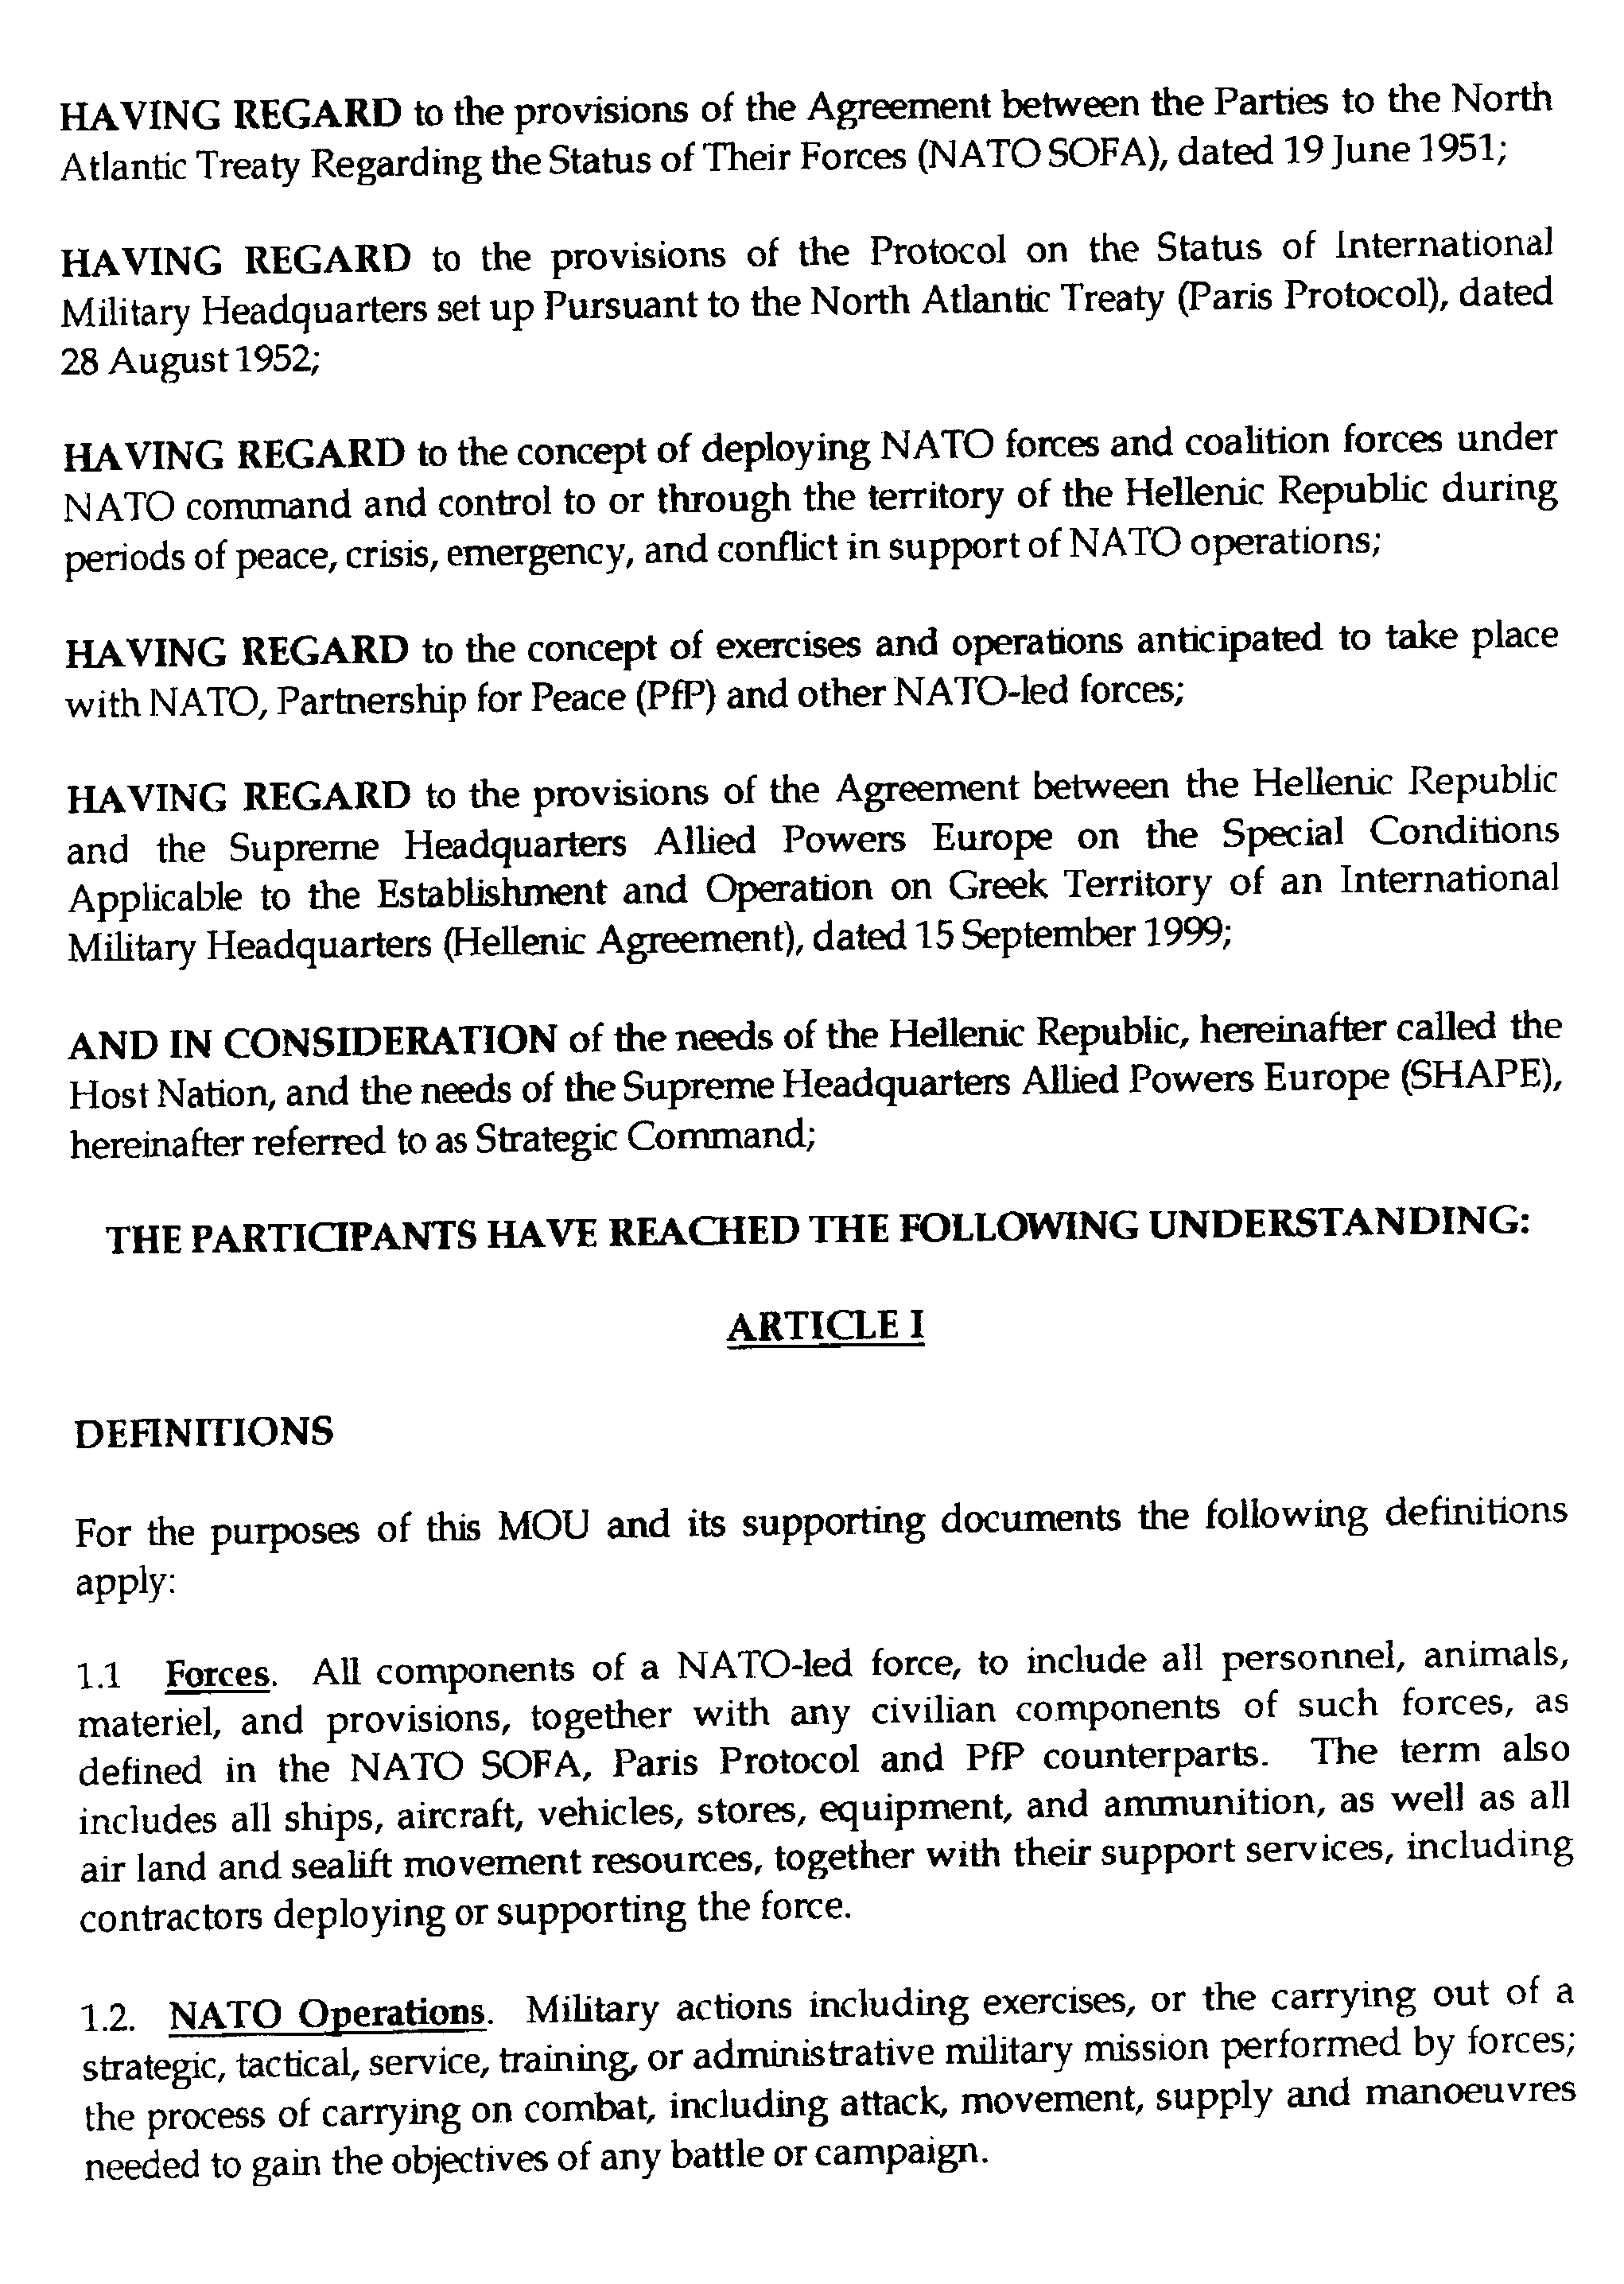 HAVING REGARD to the provisions of the Agreement between the Parties to the North
Atlantic Treaty Regarding the Status of Their Forces (NATO SOFA), dated 19 June 1951;
HAVING REGARD to the provisions of the Protocol on the Status of International
Military Headquarters set up Pursuant to the North Atlantic Treaty (Paris Protocol), dated
28 August 1952;
HAVING REGARD to the concept of deploying NATO forces and coalition forces under
NATO command and control to or through the territory of the Hellenic Republic during
periods of peace, crisis, emergency, and conflict in support of NATO operations;
HAVING REGARD to the concept of exercises and operations anticipated to take place
with NATO, Partnership for Peace (PfP) and other NATO-led forces;
HAVING REGARD to the provisions of the Agreement between the Hellenic Republic
and the Supreme Headquarters Allied Powers Europe on the Special Conditions
Applicable to the Establishment and Operation on Greek Territory of an International
Military Headquarters (Hellenic Agreement), dated 15 September 1999;
AND IN CONSIDERATION of the needs of the Hellenic Republic, hereinafter called the
Host Nation, and the needs of the Supreme Headquarters Allied Powers Europe (SHAPE),
hereinafter referred to as Strategic Command;
THE PARTICIPANTS HAVE REACHED THE FOLLOWING UNDERSTANDING:
ARTICLE I
DEFINITIONS
For the purposes of this MOU and its supporting documents the following definitions
apply:
1.1 Forces. All components of a NATO-led force, to include all personnel, animals,
materiel, and provisions, together with any civilian components of such forces, as
defined in the NATO SOFA, Paris Protocol and PfP counterparts. The term also
includes all ships, aircraft, vehicles, stores, equipment, and ammunition, as well as all
air land and sealift movement resources, together with their support services, including
contractors deploying or supporting the force.
1.2. NATO Operations. Military actions including exercises, or the carrying out of a
strategic, tactical, service, training, or administrative military mission performed by forces;
the process of carrying on combat, including attack, movement, supply and manoeuvres
needed to gain the objectives of any battle or campaign.